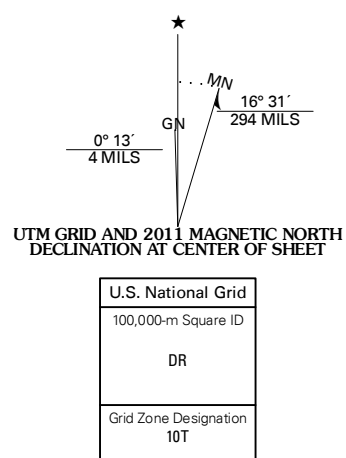 ★
MN
GN
16° 31´
294 MILS
0° 13´
4 MILS
UTM GRID AND 2011 MAGNETIC NORTH
DECLINATION AT CENTER OF SHEET
U.S. National Grid
100,000-m Square ID
DR
Grid Zone Designation
10T